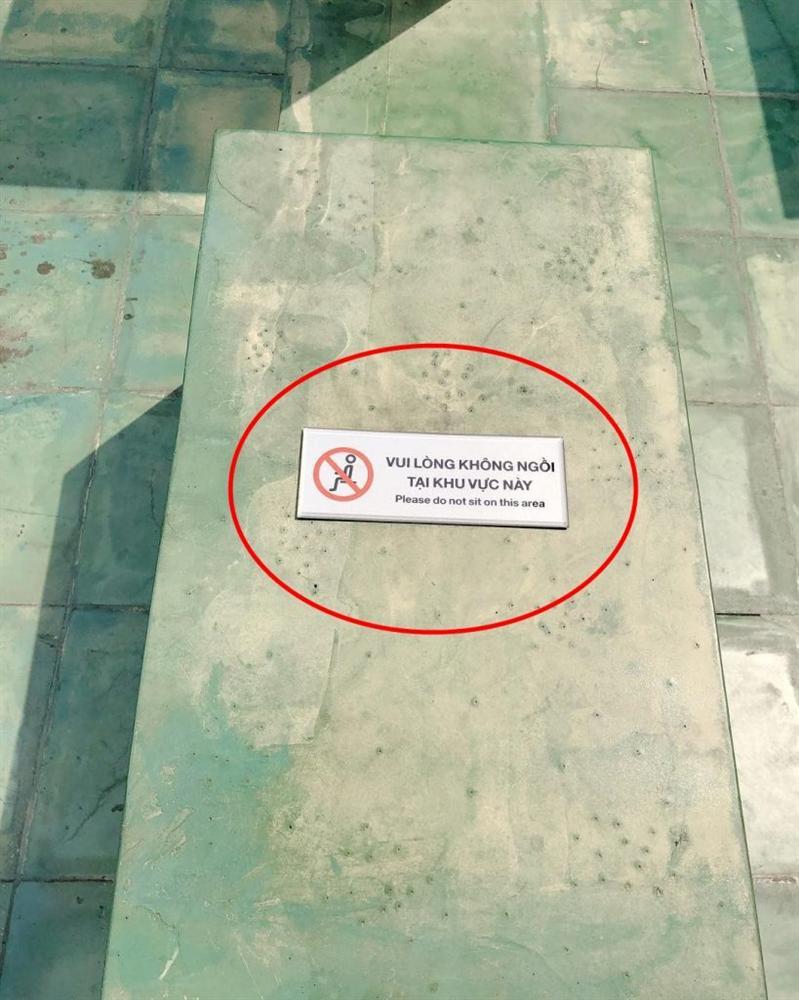 VUI LÒNG KHÔNG NGỒI
TẠI KHU VỰC NÀY
Please do not sit on this area